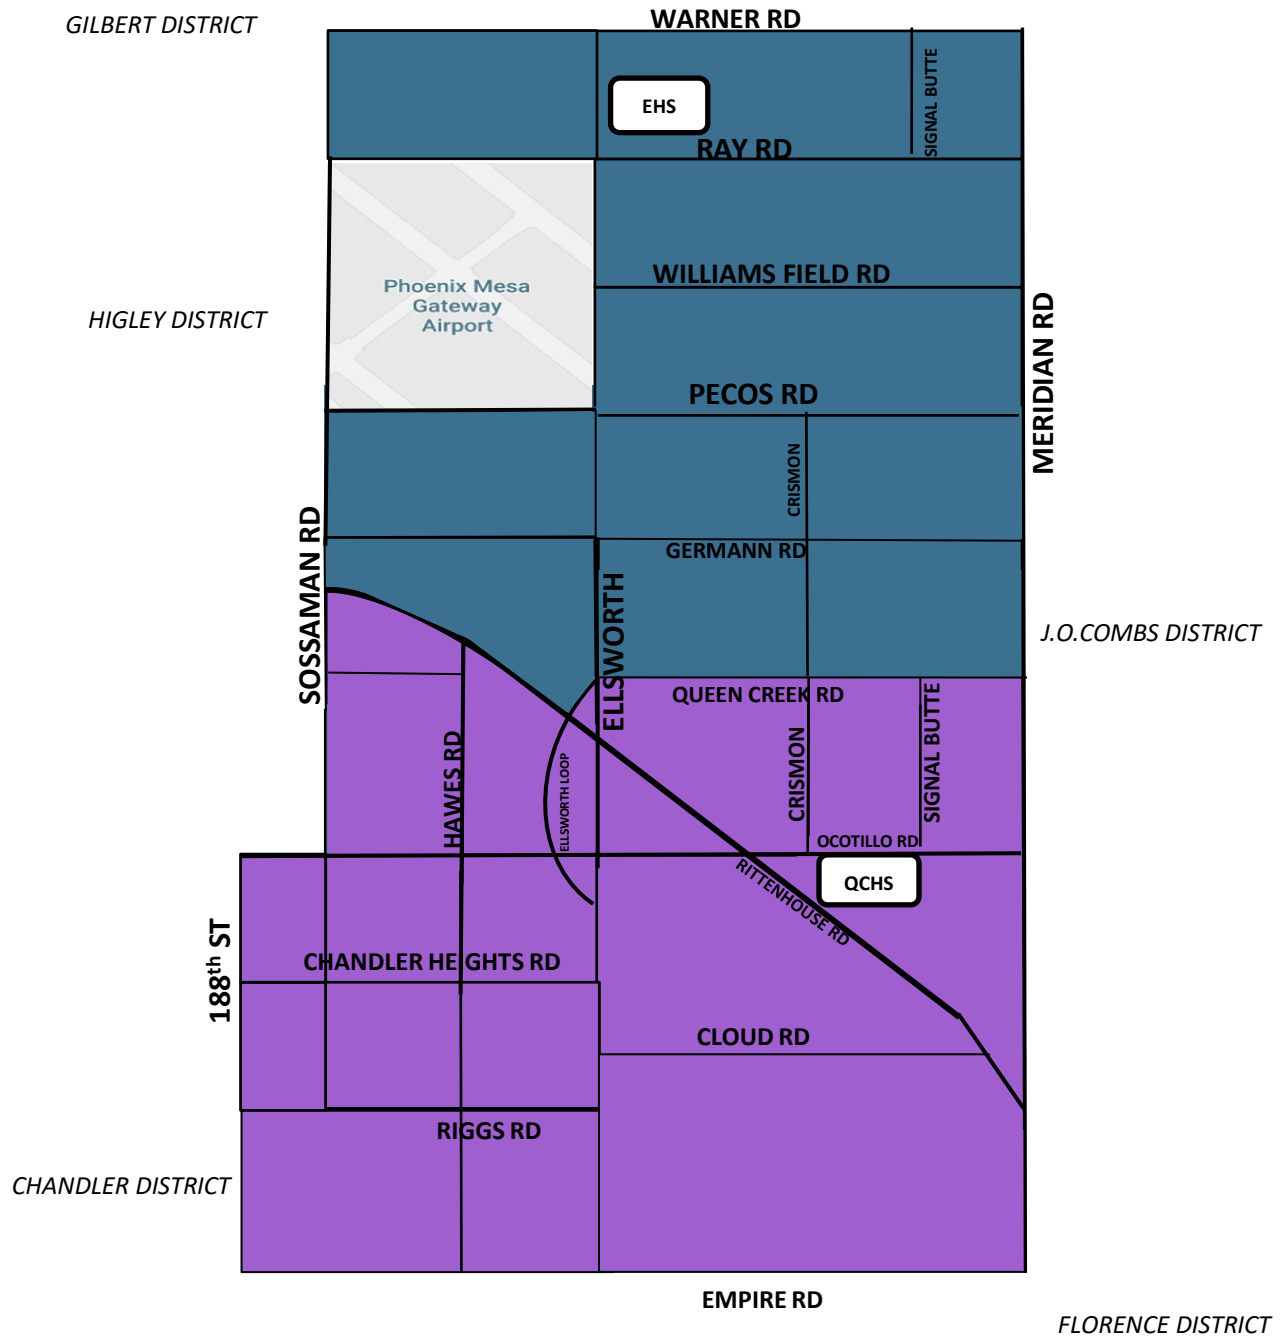 GILBERT DISTRICT
WARNER RD
SIGNAL BUTTE
EHS
RAY RD
WILLIAMS FIELD RD
Phoenix Mesa
Gateway
Airport
HIGLEY DISTRICT
MERIDIAN RD
PECOS RD
CRISMON
SOSSAMAN RD
GERMANN RD
ELLSWORTH
J.O.COMBS DISTRICT
QUEEN CREEK RD
SIGNAL BUTTE
CRISMON
HAWES RD
ELLSWORTH LOOP
OCOTILLO RD
QCHS
RITTENHOUSE RD
188th ST
CHANDLER HEIGHTS RD
CLOUD RD
RIGGS RD
CHANDLER DISTRICT
EMPIRE RD
FLORENCE DISTRICT